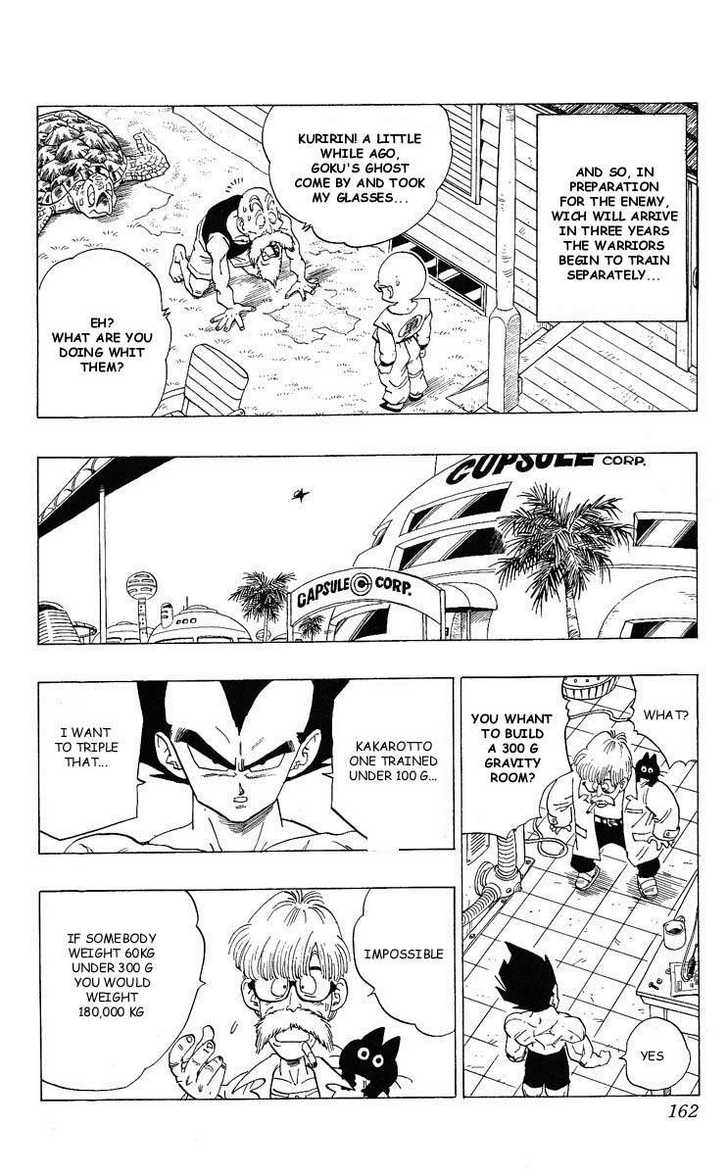 AND SO, IN
PREPARATION
FOR THE ENEMY,
WICH WILL ARRIVE
IN THREE YEARS
THE WARRIORS
BEGIN TO TRAIN
SEPARATELY...
KURIRIN! A LITTLE
WHILE AGO,
GOKU'S GHOST
COME BY AND TOOK
MY GLASSES...
EH?
WHAT ARE YOU
DOING WHIT
THEM?
CAPSULE CORP.
CAPSULE CORP.
WHAT?
YOU WHANT
TO BUILD
A 300 G
GRAVITY
ROOM?
YES
KAKAROTTO
ONE TRAINED
UNDER 100 G...
I WANT
TO TRIPLE
THAT...
IMPOSSIBLE
IF SOMEBODY
WEIGHT 60KG
UNDER 300 G
YOU WOULD
WEIGHT
180,000 KG
162